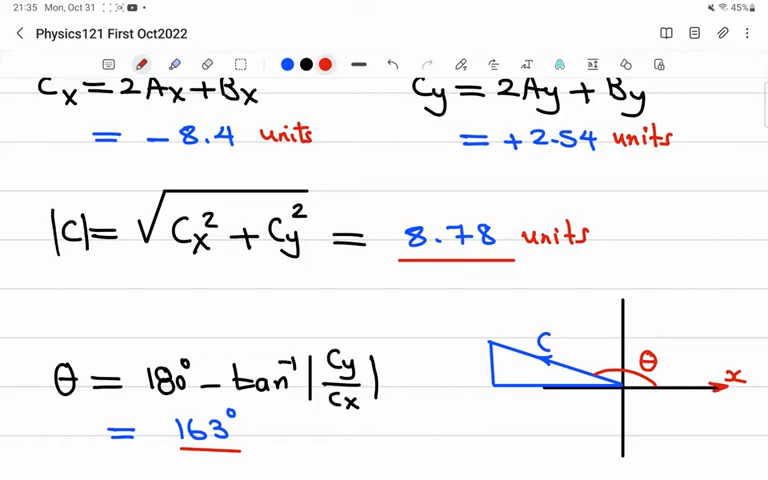 21:35 Mon, Oct 31 45%
Physics121 First Oct2022
Cx = 2Ax + Bx Cy = 2Ay + By
= - 8.4 units = + 2.54 units
|C| = √(Cx² + Cy²) = 8.78 units
θ = 180° - tan⁻¹ |Cy/Cx|
= 163°
C θ x